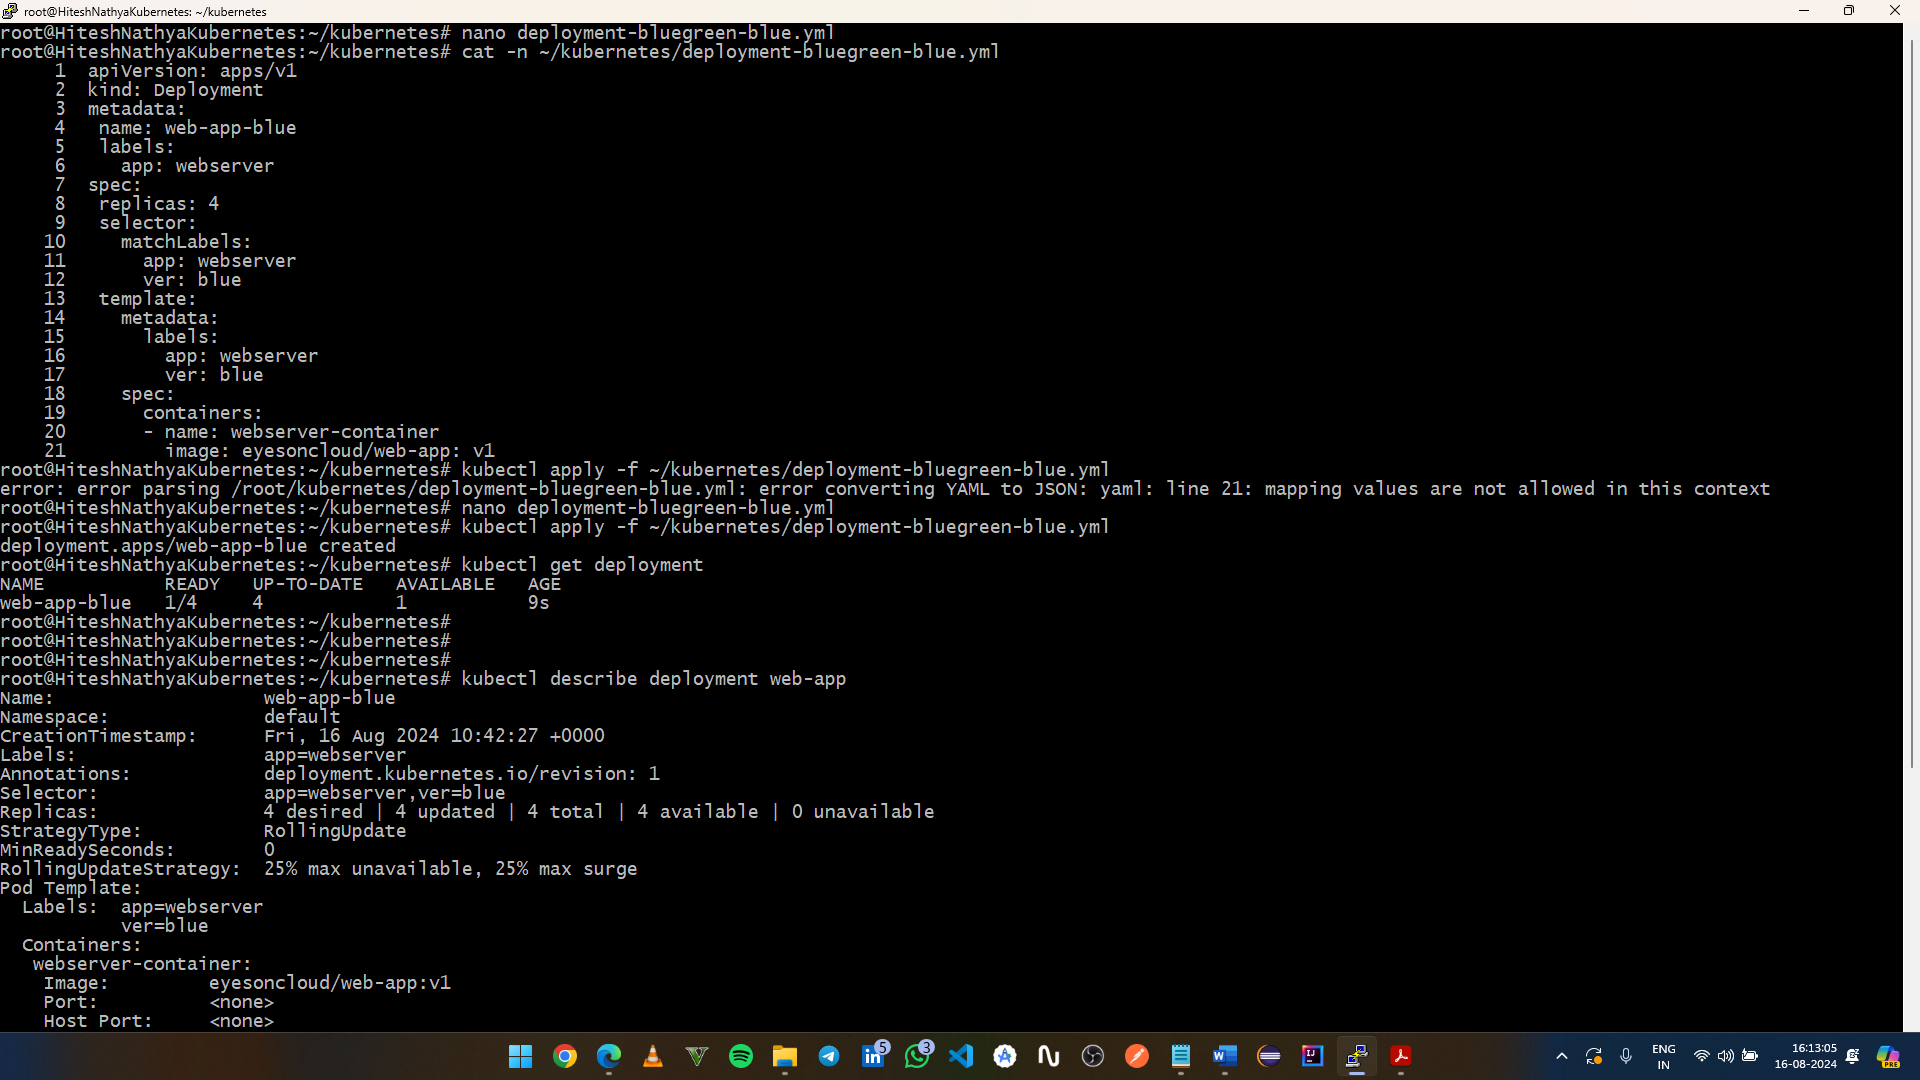 root@HiteshNathyaKubernetes: ~/kubernetes
root@HiteshNathyaKubernetes:~/kubernetes# nano deployment-bluegreen-blue.yml
root@HiteshNathyaKubernetes:~/kubernetes# cat -n ~/kubernetes/deployment-bluegreen-blue.yml
     1  apiVersion: apps/v1
     2  kind: Deployment
     3  metadata:
     4   name: web-app-blue
     5   labels:
     6     app: webserver
     7  spec:
     8   replicas: 4
     9   selector:
    10     matchLabels:
    11       app: webserver
    12       ver: blue
    13   template:
    14     metadata:
    15       labels:
    16         app: webserver
    17         ver: blue
    18     spec:
    19       containers:
    20       - name: webserver-container
    21         image: eyesoncloud/web-app: v1
root@HiteshNathyaKubernetes:~/kubernetes# kubectl apply -f ~/kubernetes/deployment-bluegreen-blue.yml
error: error parsing /root/kubernetes/deployment-bluegreen-blue.yml: error converting YAML to JSON: yaml: line 21: mapping values are not allowed in this context
root@HiteshNathyaKubernetes:~/kubernetes# nano deployment-bluegreen-blue.yml
root@HiteshNathyaKubernetes:~/kubernetes# kubectl apply -f ~/kubernetes/deployment-bluegreen-blue.yml
deployment.apps/web-app-blue created
root@HiteshNathyaKubernetes:~/kubernetes# kubectl get deployment
NAME           READY   UP-TO-DATE   AVAILABLE   AGE
web-app-blue   1/4     4            1           9s
root@HiteshNathyaKubernetes:~/kubernetes#
root@HiteshNathyaKubernetes:~/kubernetes#
root@HiteshNathyaKubernetes:~/kubernetes#
root@HiteshNathyaKubernetes:~/kubernetes# kubectl describe deployment web-app
Name:                   web-app-blue
Namespace:              default
CreationTimestamp:      Fri, 16 Aug 2024 10:42:27 +0000
Labels:                 app=webserver
Annotations:            deployment.kubernetes.io/revision: 1
Selector:               app=webserver,ver=blue
Replicas:               4 desired | 4 updated | 4 total | 4 available | 0 unavailable
StrategyType:           RollingUpdate
MinReadySeconds:        0
RollingUpdateStrategy:  25% max unavailable, 25% max surge
Pod Template:
  Labels:  app=webserver
           ver=blue
  Containers:
   webserver-container:
    Image:         eyesoncloud/web-app:v1
    Port:          <none>
    Host Port:     <none>
5
3
ENG
IN
16:13:05
16-08-2024
PRE